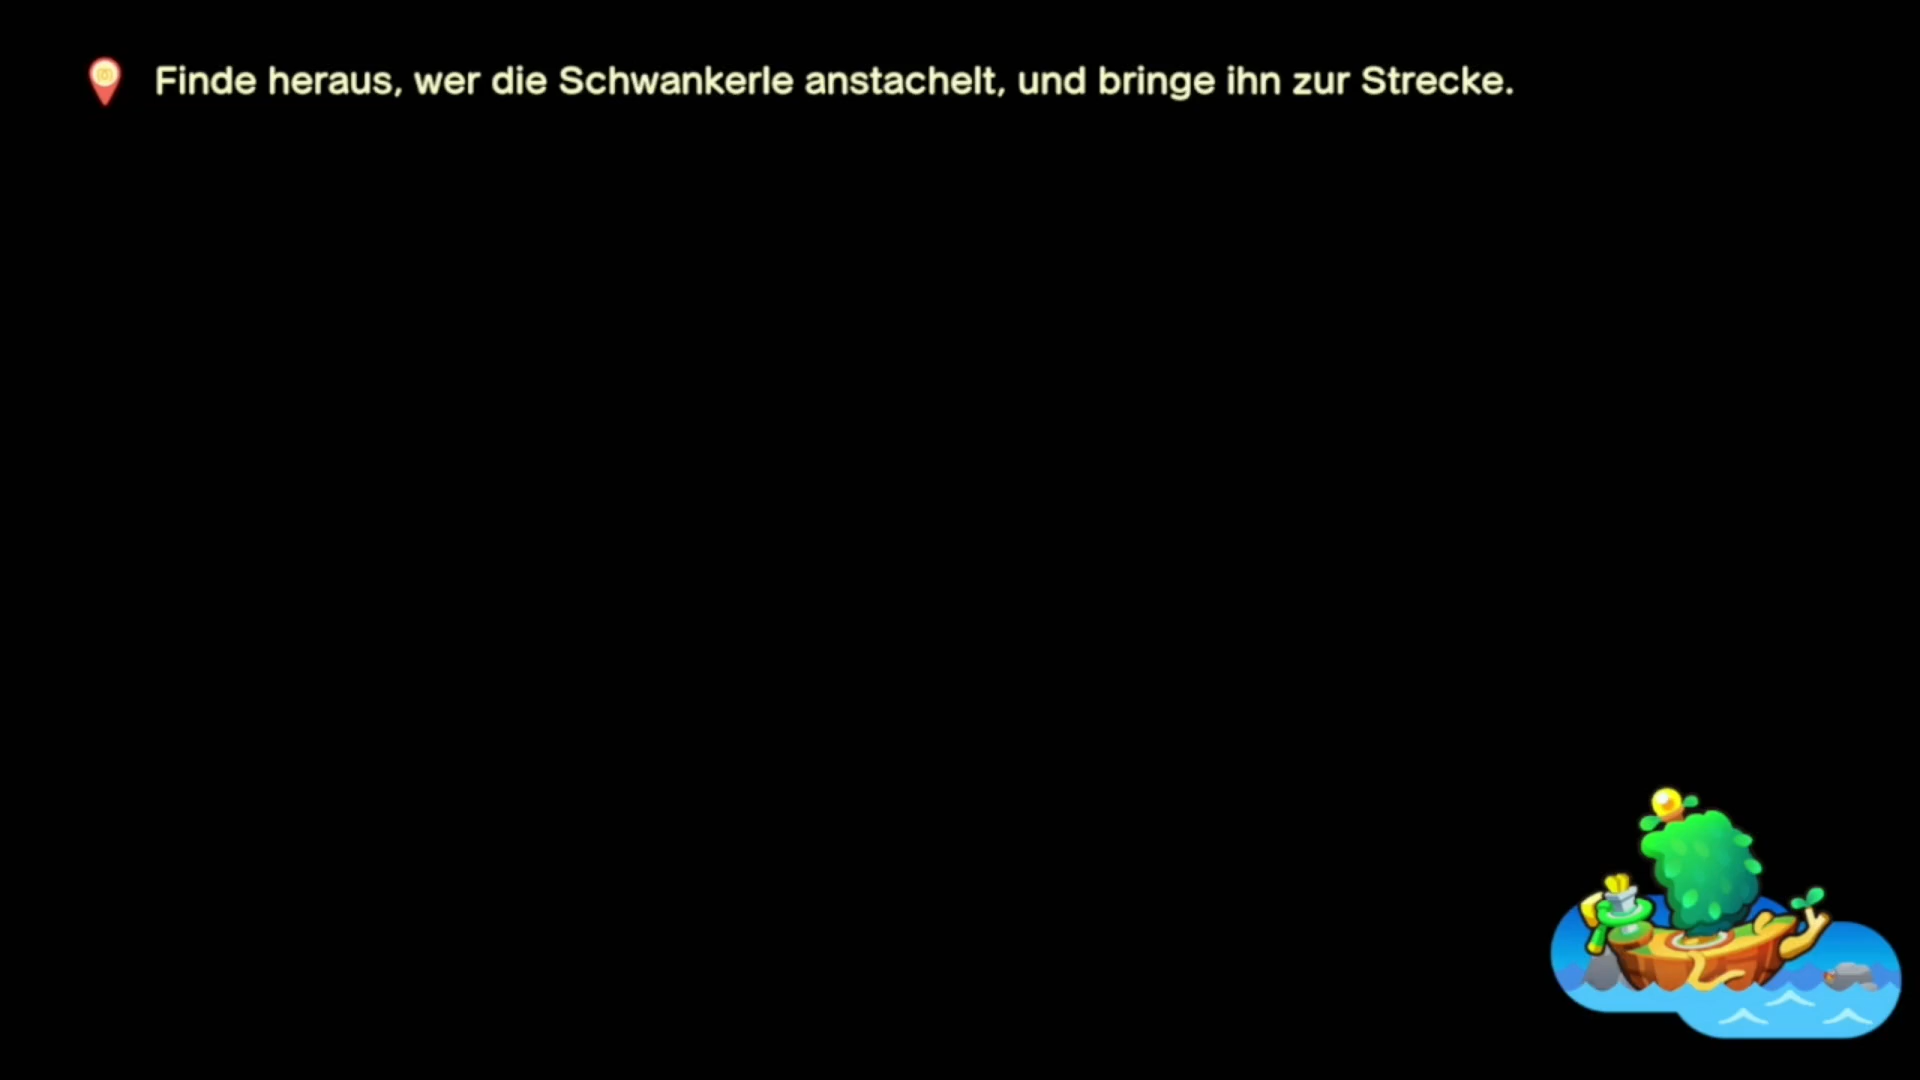 Finde heraus, wer die Schwankerle anstachelt, und bringe ihn zur Strecke.